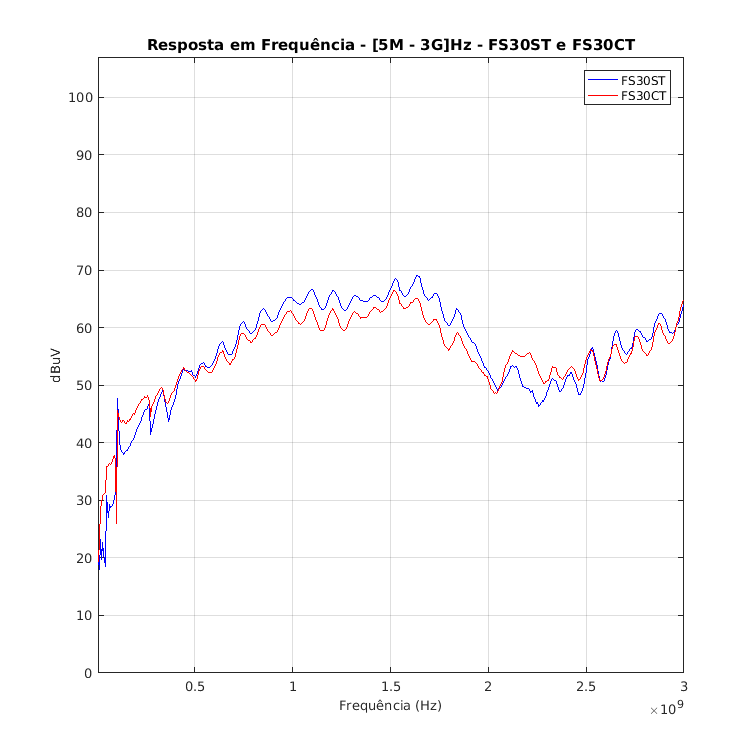 Resposta em Frequência - [5M - 3G]Hz - FS30ST e FS30CT
FS30ST
FS30CT
100
90
80
70
60
50
40
30
20
10
0
dBuV
0.5 1 1.5 2 2.5 3
Frequência (Hz)
×10⁹